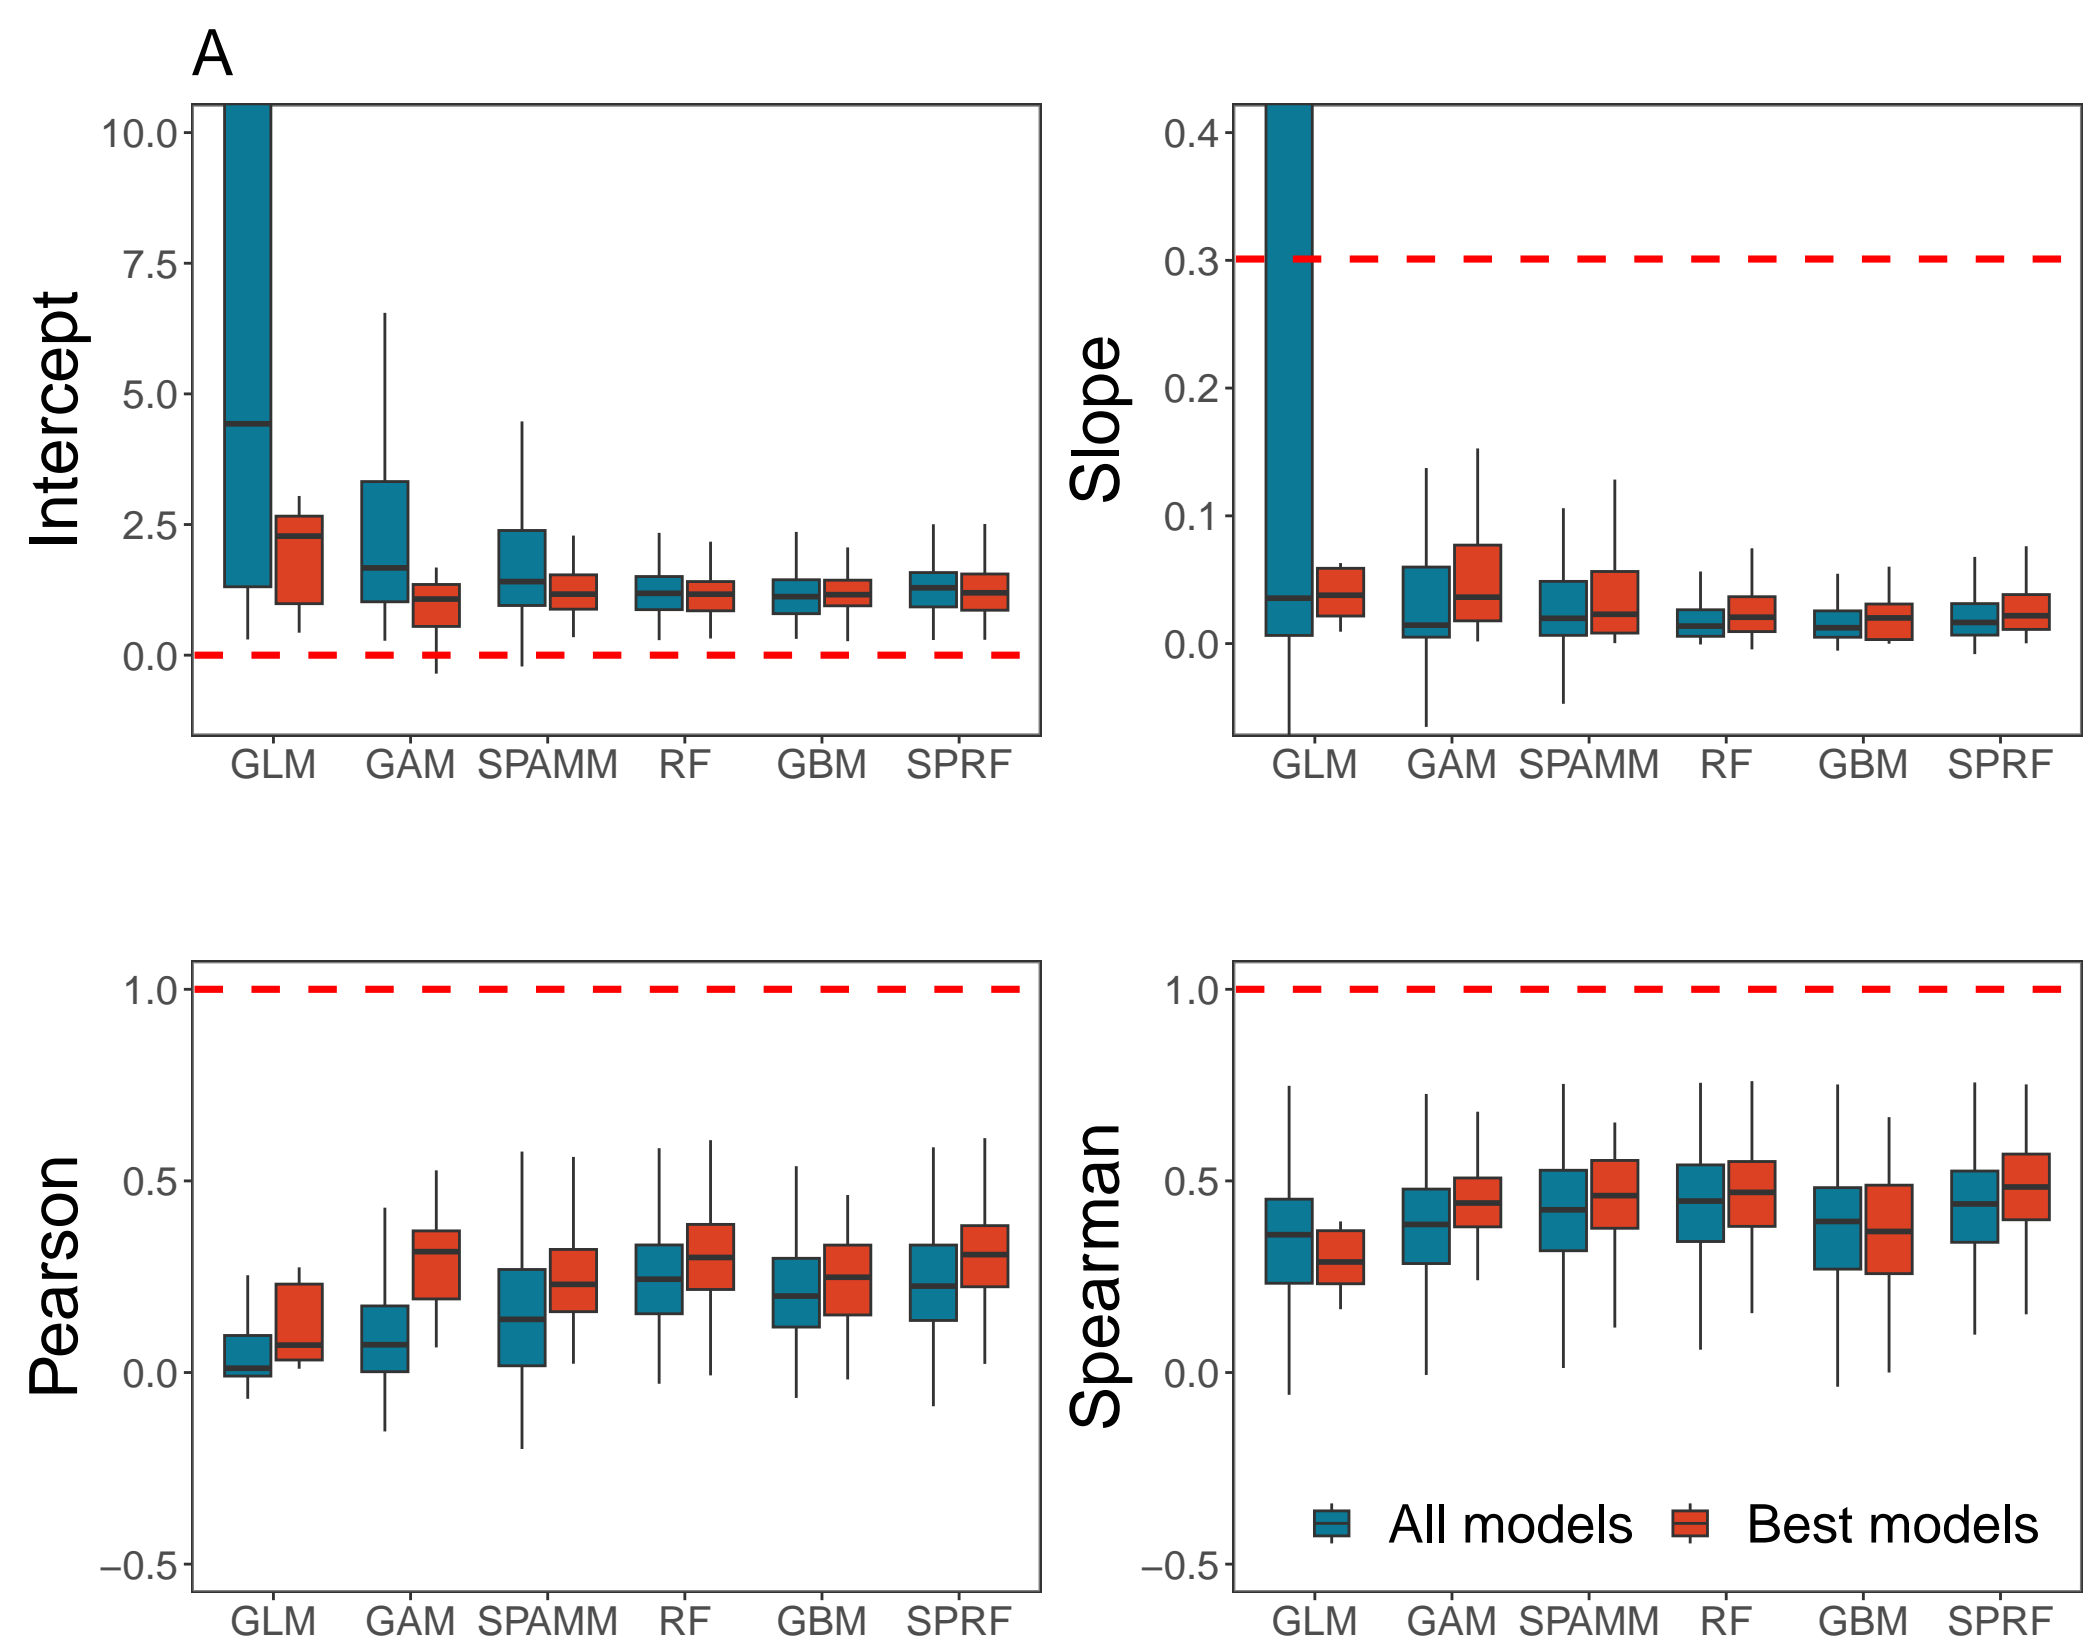 A
Intercept
10.0
7.5
5.0
2.5
0.0
GLM GAM SPAMM RF GBM SPRF
Slope
0.4
0.3
0.2
0.1
0.0
GLM GAM SPAMM RF GBM SPRF
Pearson
1.0
0.5
0.0
−0.5
GLM GAM SPAMM RF GBM SPRF
Spearman
1.0
0.5
0.0
−0.5
All models Best models
GLM GAM SPAMM RF GBM SPRF